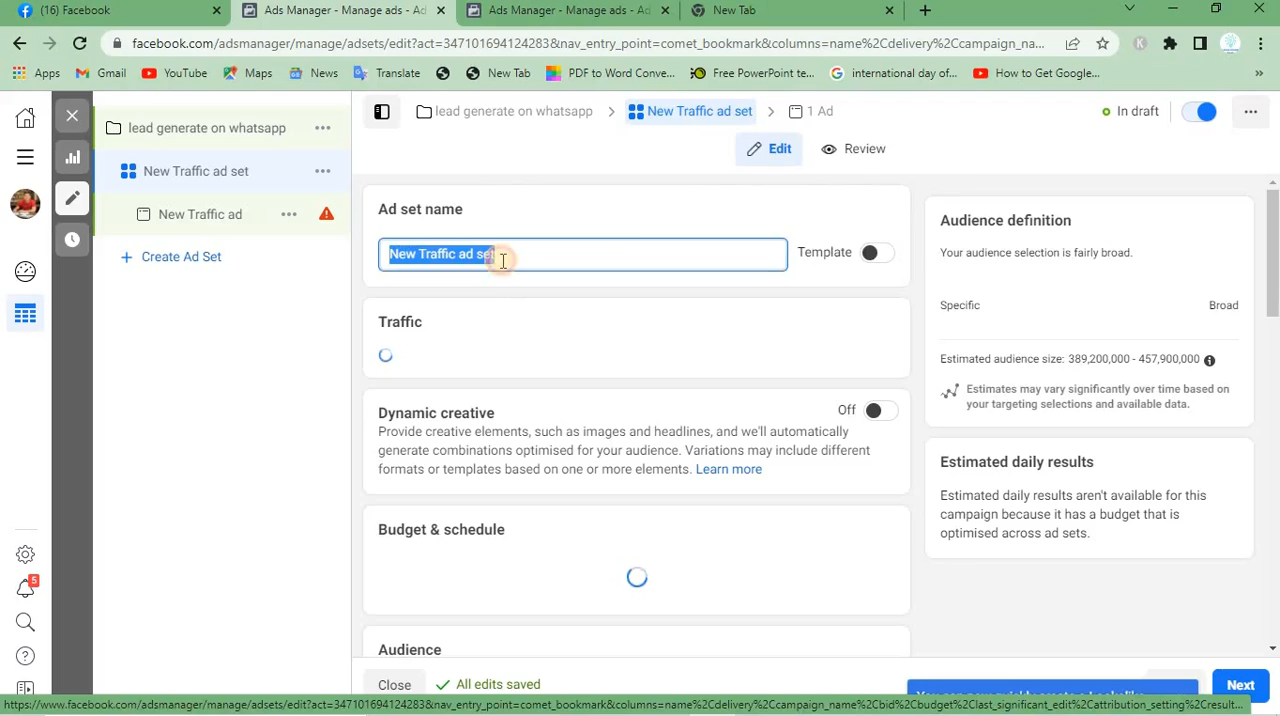 (16) Facebook
Ads Manager - Manage ads - Ad
Ads Manager - Manage ads - Ad
New Tab
facebook.com/adsmanager/manage/adsets/edit?act=347101694124283&nav_entry_point=comet_bookmark&columns=name%2Cdelivery%2Ccampaign_na...
Apps
Gmail
YouTube
Maps
News
Translate
New Tab
PDF to Word Conve...
Free PowerPoint te...
international day of...
How to Get Google...
lead generate on whatsapp
New Traffic ad set
New Traffic ad
Create Ad Set
lead generate on whatsapp
New Traffic ad set
1 Ad
In draft
Edit
Review
Ad set name
New Traffic ad set
Template
Traffic
Dynamic creative
Off
Provide creative elements, such as images and headlines, and we'll automatically
generate combinations optimised for your audience. Variations may include different
formats or templates based on one or more elements. Learn more
Budget & schedule
Audience
Audience definition
Your audience selection is fairly broad.
Specific
Broad
Estimated audience size: 389,200,000 - 457,900,000
Estimates may vary significantly over time based on
your targeting selections and available data.
Estimated daily results
Estimated daily results aren't available for this
campaign because it has a budget that is
optimised across ad sets.
5
Close
All edits saved
Next
https://www.facebook.com/adsmanager/manage/adsets/edit?act=347101694124283&nav_entry_point=comet_bookmark&columns=name%2Cdelivery%2Ccampaign_name%2Cbid%2Cbudget%2Clast_significant_edit%2Cattribution_setting%2Cresult...